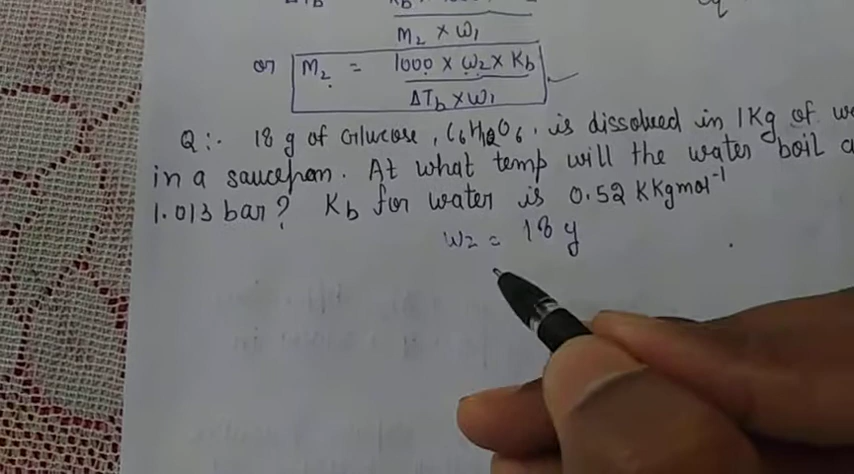 M₂ × W₁
or M₂ = 1000 × W₂ × Kb
ΔTb × W₁
Q:. 18 g of Glucose, C₆H₁₂O₆, is dissolved in 1Kg of
in a saucepan. At what temp will the water boil
1.013 bar? Kb for water is 0.52 K Kg mol⁻¹
W₂ = 18 g